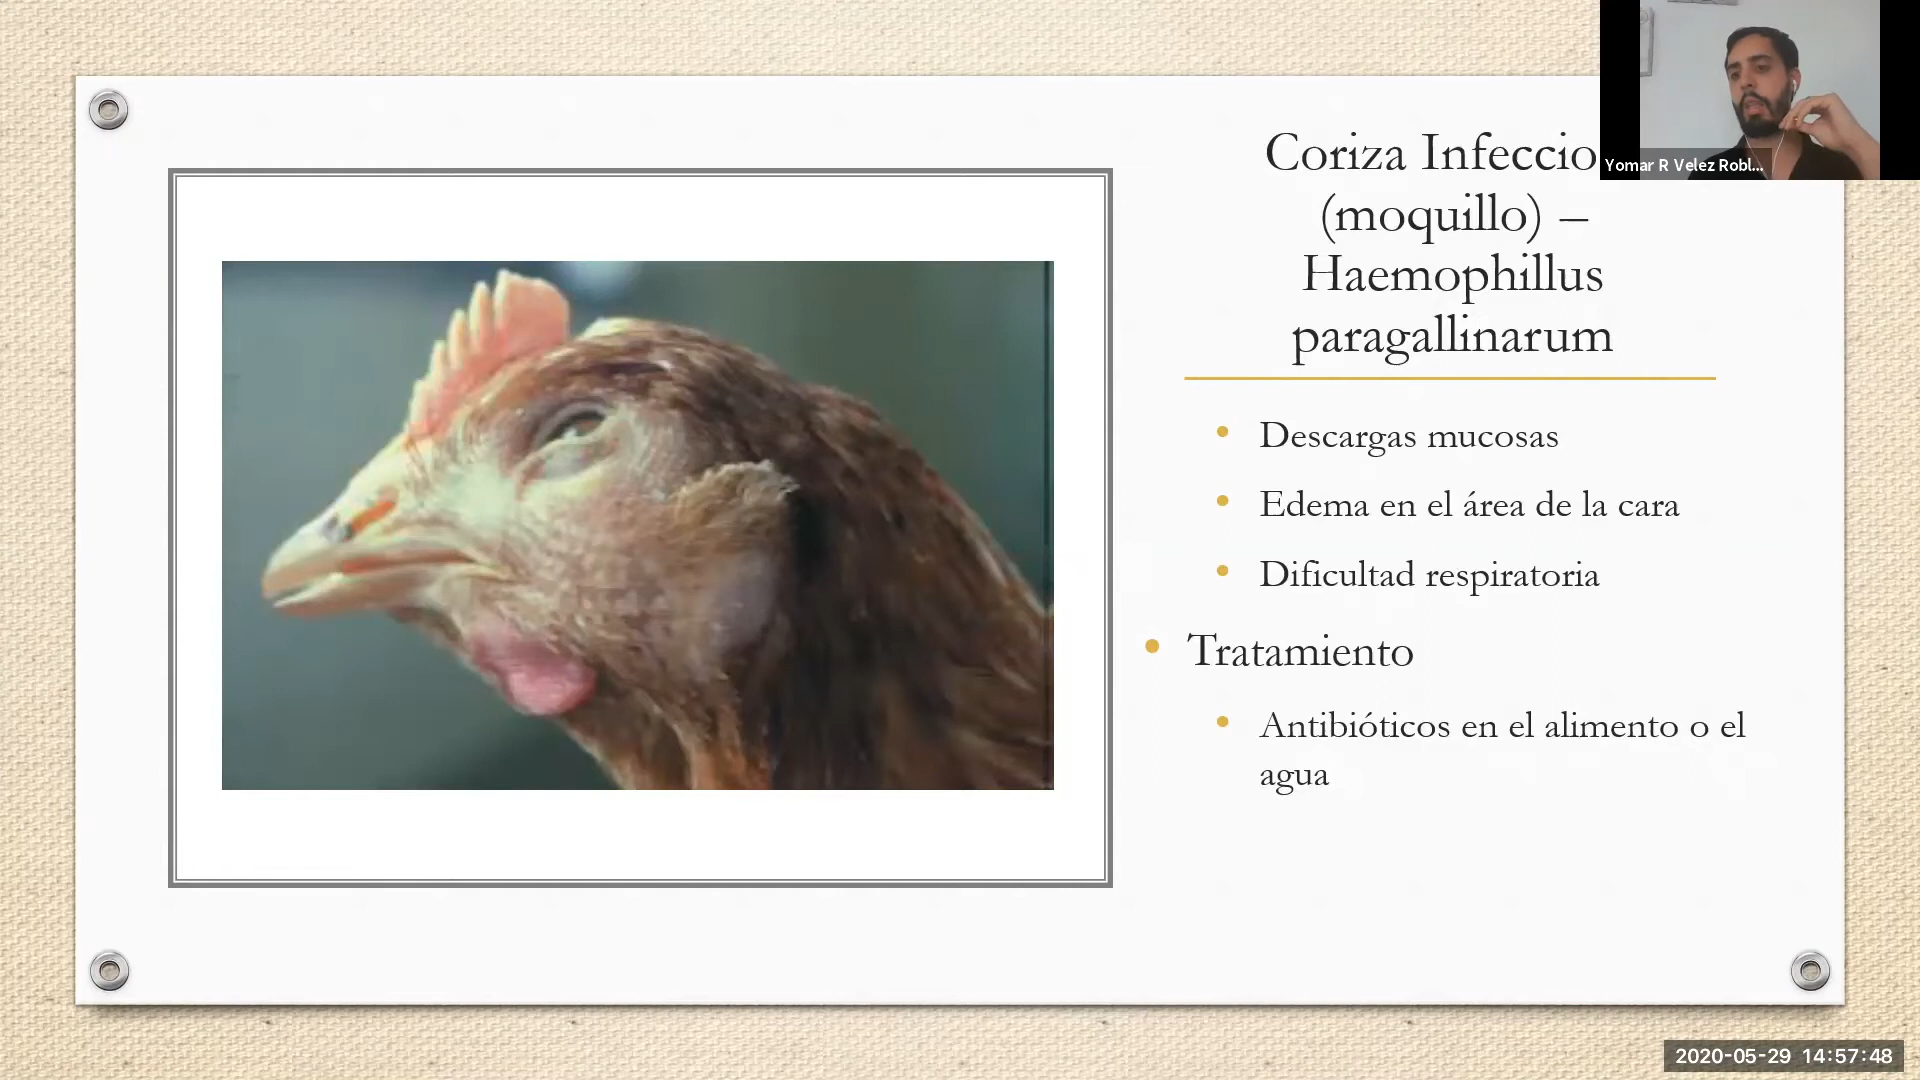 Coriza Infeccio
(moquillo) –
Haemophillus
paragallinarum
Descargas mucosas
Edema en el área de la cara
Dificultad respiratoria
Tratamiento
Antibióticos en el alimento o el
agua
Yomar R Velez Robl...
2020-05-29 14:57:48